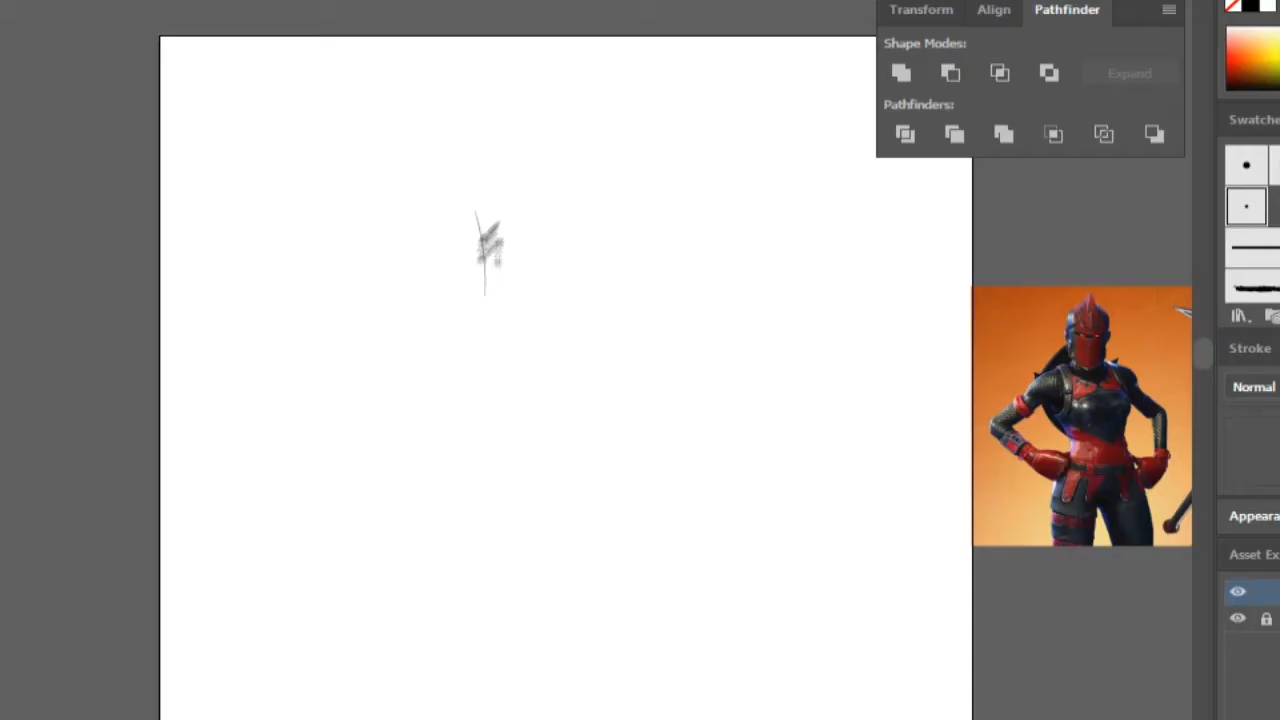 Transform Align Pathfinder
Shape Modes:
Expand
Pathfinders:
Swatche
Stroke
Normal
Appeara
Asset Ex